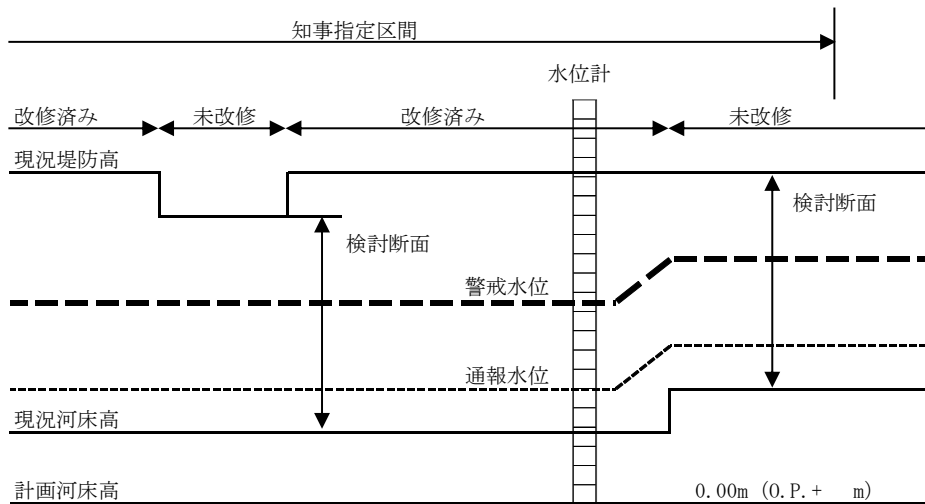 知事指定区間
水位計
改修済み
未改修
改修済み
未改修
現況堤防高
検討断面
検討断面
警戒水位
通報水位
現況河床高
計画河床高
0.00m (O.P.+ m)